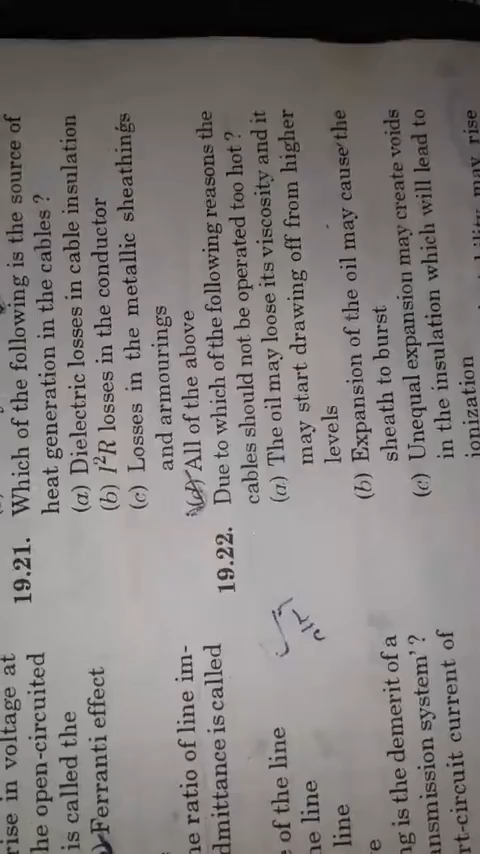 rise in voltage at
he open-circuited
is called the
Ferranti effect
ne ratio of line im-
dmittance is called
of the line
ne line
line
e
ng is the demerit of a
ansmission system'?
rt-circuit current of
19.21. Which of the following is the source of
heat generation in the cables ?
(a) Dielectric losses in cable insulation
(b) I²R losses in the conductor
(c) Losses in the metallic sheathings
and armourings
(d) All of the above
19.22. Due to which of the following reasons the
cables should not be operated too hot ?
(a) The oil may loose its viscosity and it
may start drawing off from higher
levels
(b) Expansion of the oil may cause the
sheath to burst
(c) Unequal expansion may create voids
in the insulation which will lead to
ionization
may rise